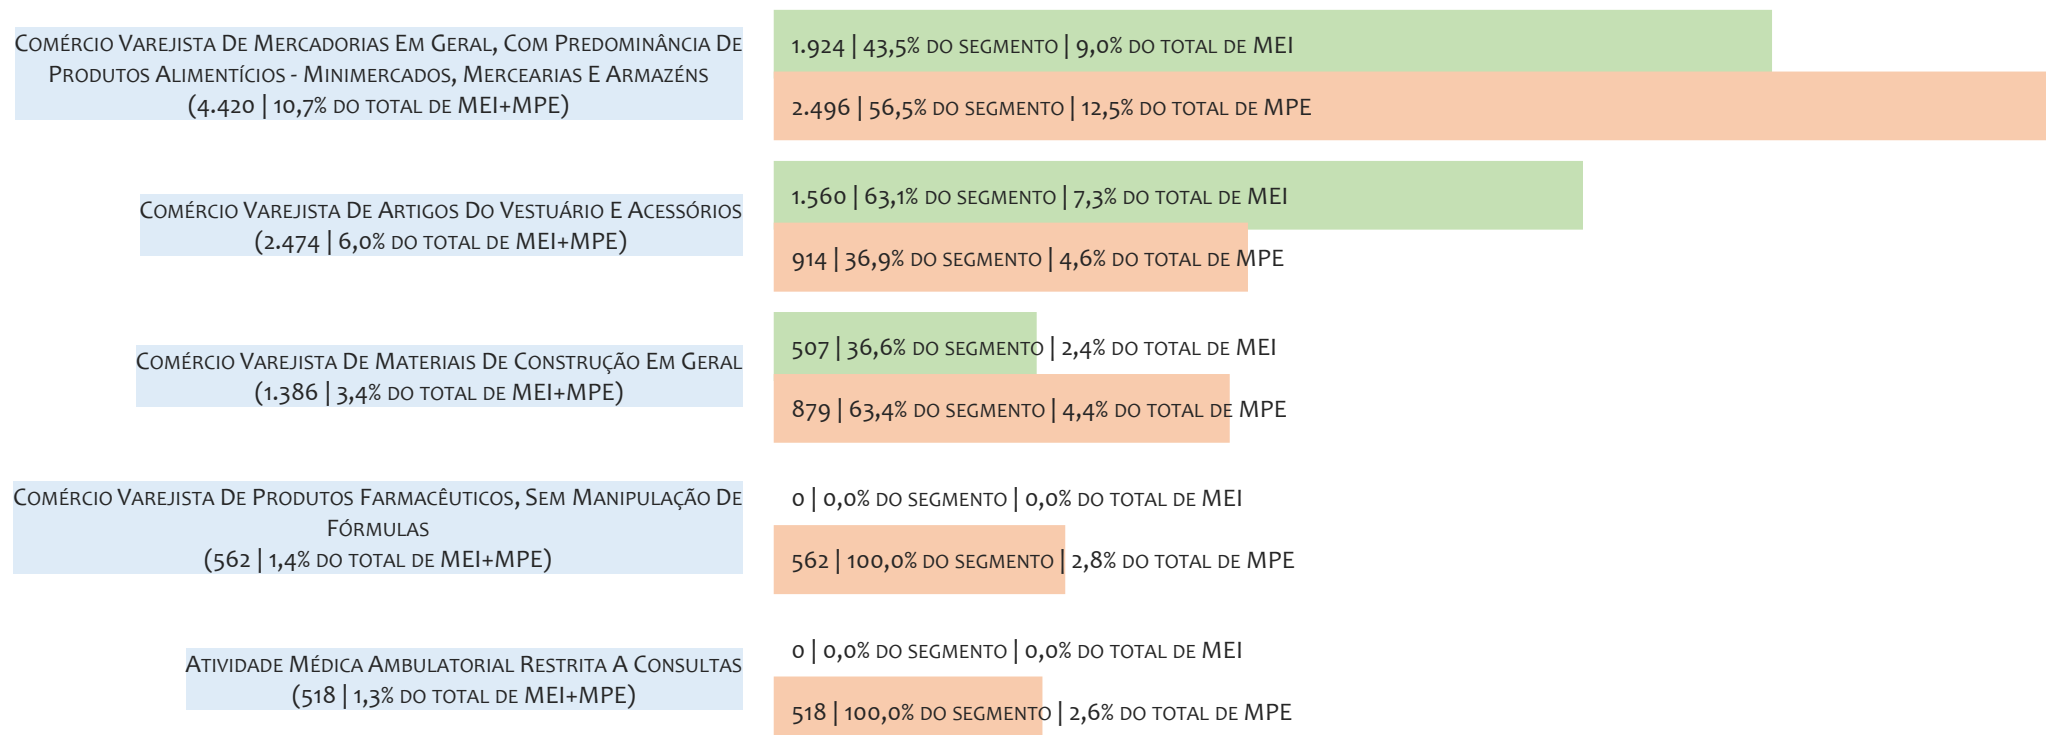 Comércio Varejista De Mercadorias Em Geral, Com Predominância De
Produtos Alimentícios - Minimercados, Mercearias E Armazéns
(4.420 | 10,7% do total de MEI+MPE)
1.924 | 43,5% do segmento | 9,0% do total de MEI
2.496 | 56,5% do segmento | 12,5% do total de MPE
Comércio Varejista De Artigos Do Vestuário E Acessórios
(2.474 | 6,0% do total de MEI+MPE)
1.560 | 63,1% do segmento | 7,3% do total de MEI
914 | 36,9% do segmento | 4,6% do total de MPE
Comércio Varejista De Materiais De Construção Em Geral
(1.386 | 3,4% do total de MEI+MPE)
507 | 36,6% do segmento | 2,4% do total de MEI
879 | 63,4% do segmento | 4,4% do total de MPE
Comércio Varejista De Produtos Farmacêuticos, Sem Manipulação De
Fórmulas
(562 | 1,4% do total de MEI+MPE)
0 | 0,0% do segmento | 0,0% do total de MEI
562 | 100,0% do segmento | 2,8% do total de MPE
Atividade Médica Ambulatorial Restrita A Consultas
(518 | 1,3% do total de MEI+MPE)
0 | 0,0% do segmento | 0,0% do total de MEI
518 | 100,0% do segmento | 2,6% do total de MPE